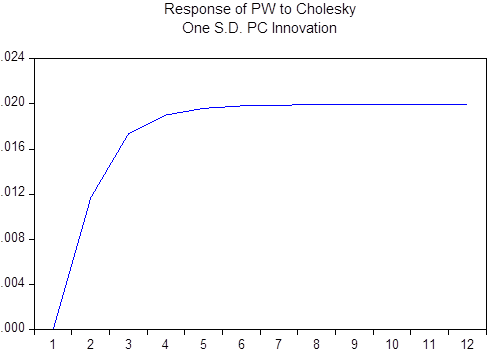 Response of PW to Cholesky
One S.D. PC Innovation
.024
.020
.016
.012
.008
.004
.000
1 2 3 4 5 6 7 8 9 10 11 12